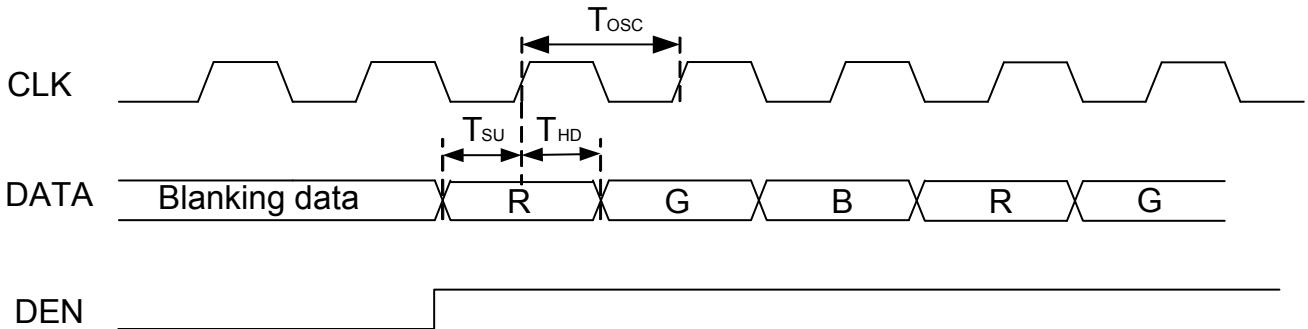 TOSC
CLK
TSU THD
DATA Blanking data R G B R G
DEN